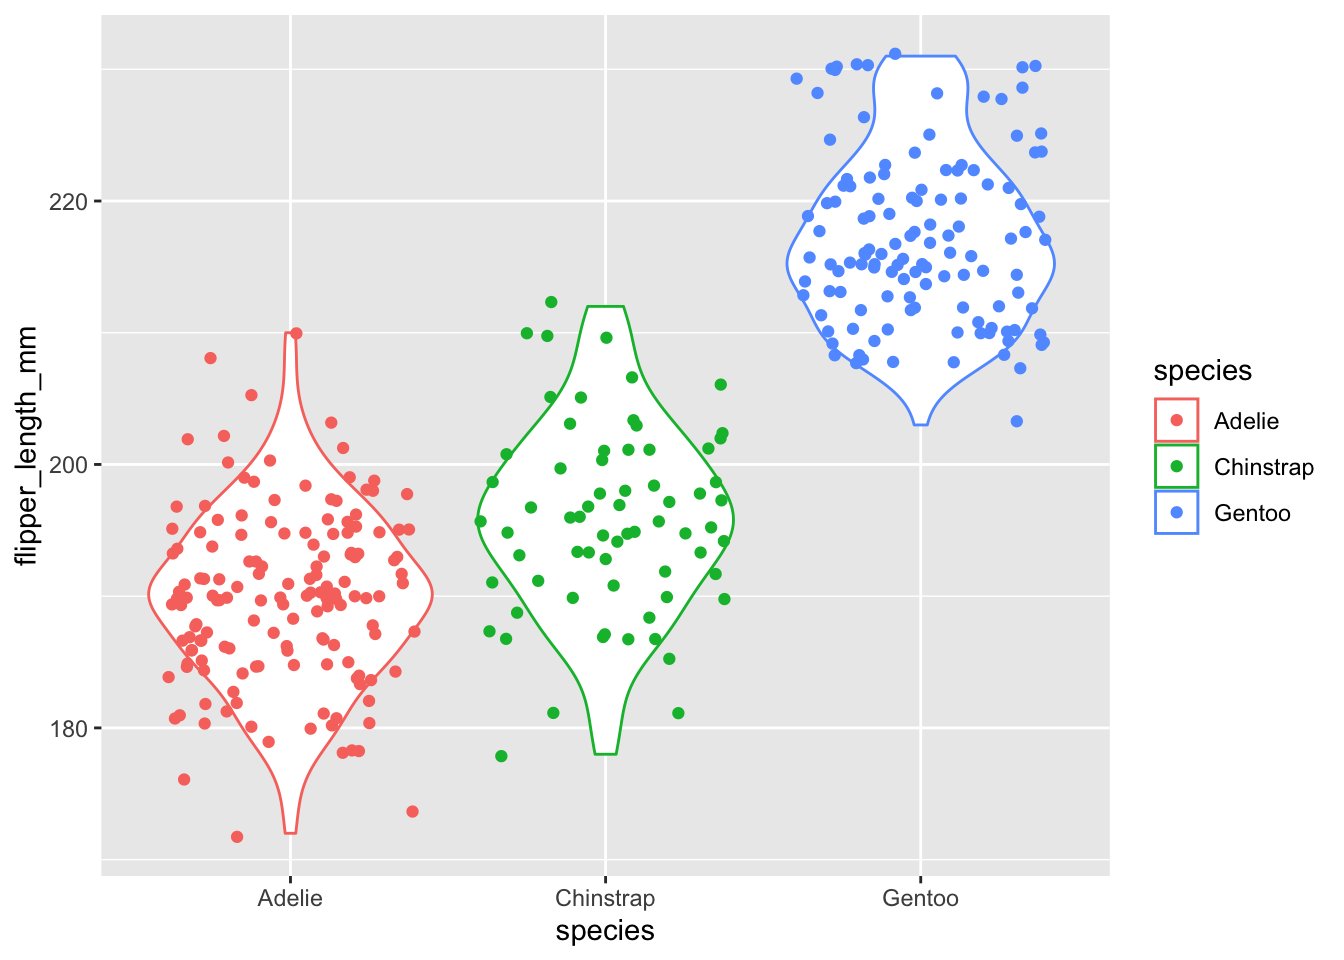 flipper_length_mm
220
200
180
Adelie
Chinstrap
Gentoo
species
species
Adelie
Chinstrap
Gentoo